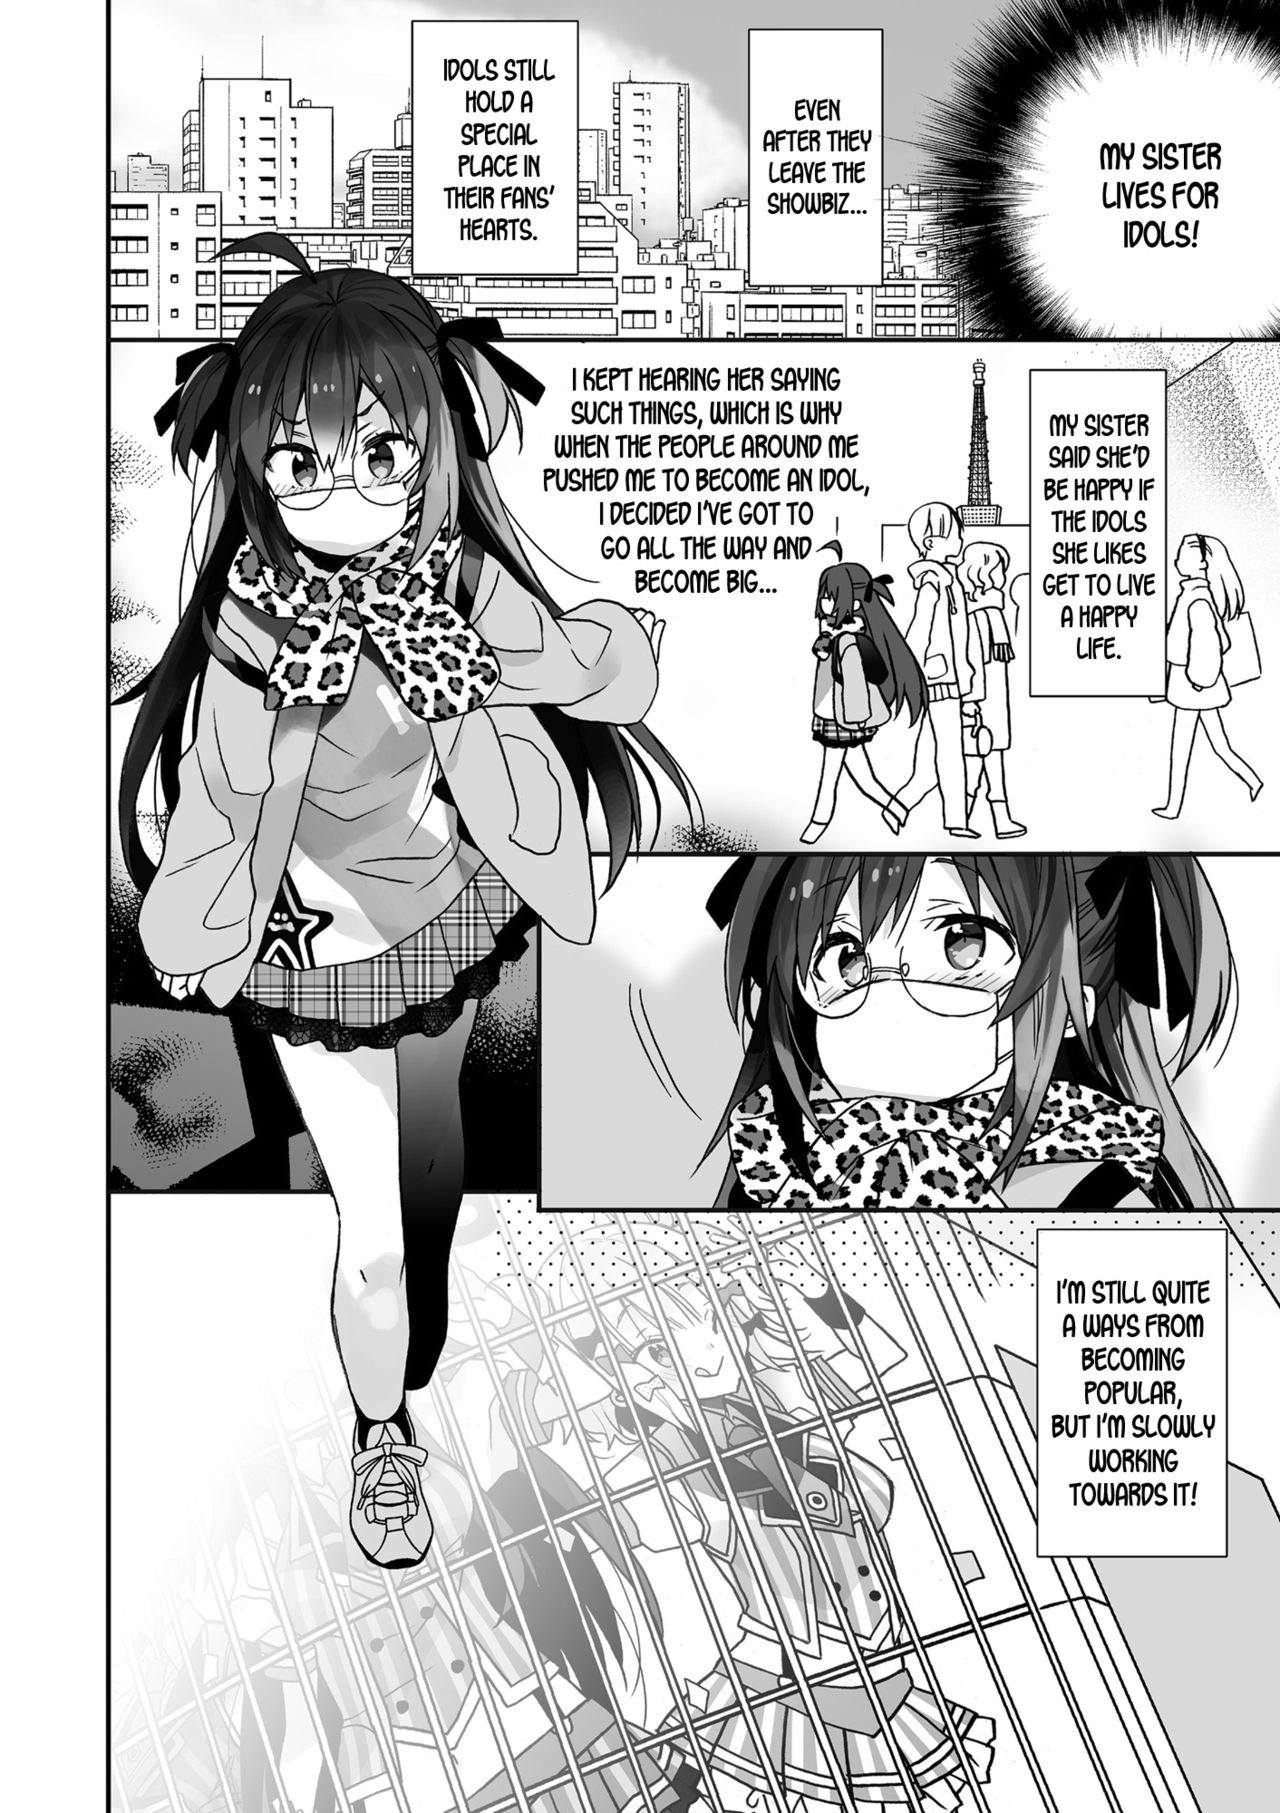 MY SISTER
LIVES FOR
IDOLS!
EVEN
AFTER THEY
LEAVE THE
SHOWBIZ...
IDOLS STILL
HOLD A
SPECIAL
PLACE IN
THEIR FANS'
HEARTS.
MY SISTER
SAID SHE'D
BE HAPPY IF
THE IDOLS
SHE LIKES
GET TO LIVE
A HAPPY
LIFE.
I KEPT HEARING HER SAYING
SUCH THINGS, WHICH IS WHY
WHEN THE PEOPLE AROUND ME
PUSHED ME TO BECOME AN IDOL,
I DECIDED I'VE GOT TO
GO ALL THE WAY AND
BECOME BIG...
I'M STILL QUITE
A WAYS FROM
BECOMING
POPULAR,
BUT I'M SLOWLY
WORKING
TOWARDS IT!